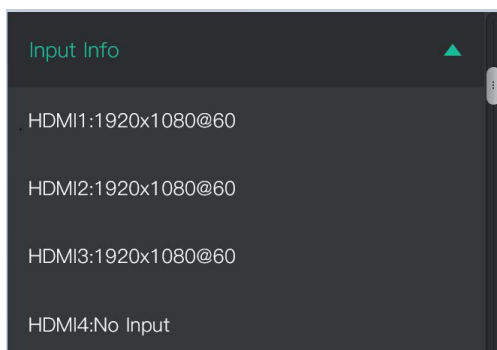 Input Info
HDMI1:1920x1080@60
HDMI2:1920x1080@60
HDMI3:1920x1080@60
HDMI4:No Input